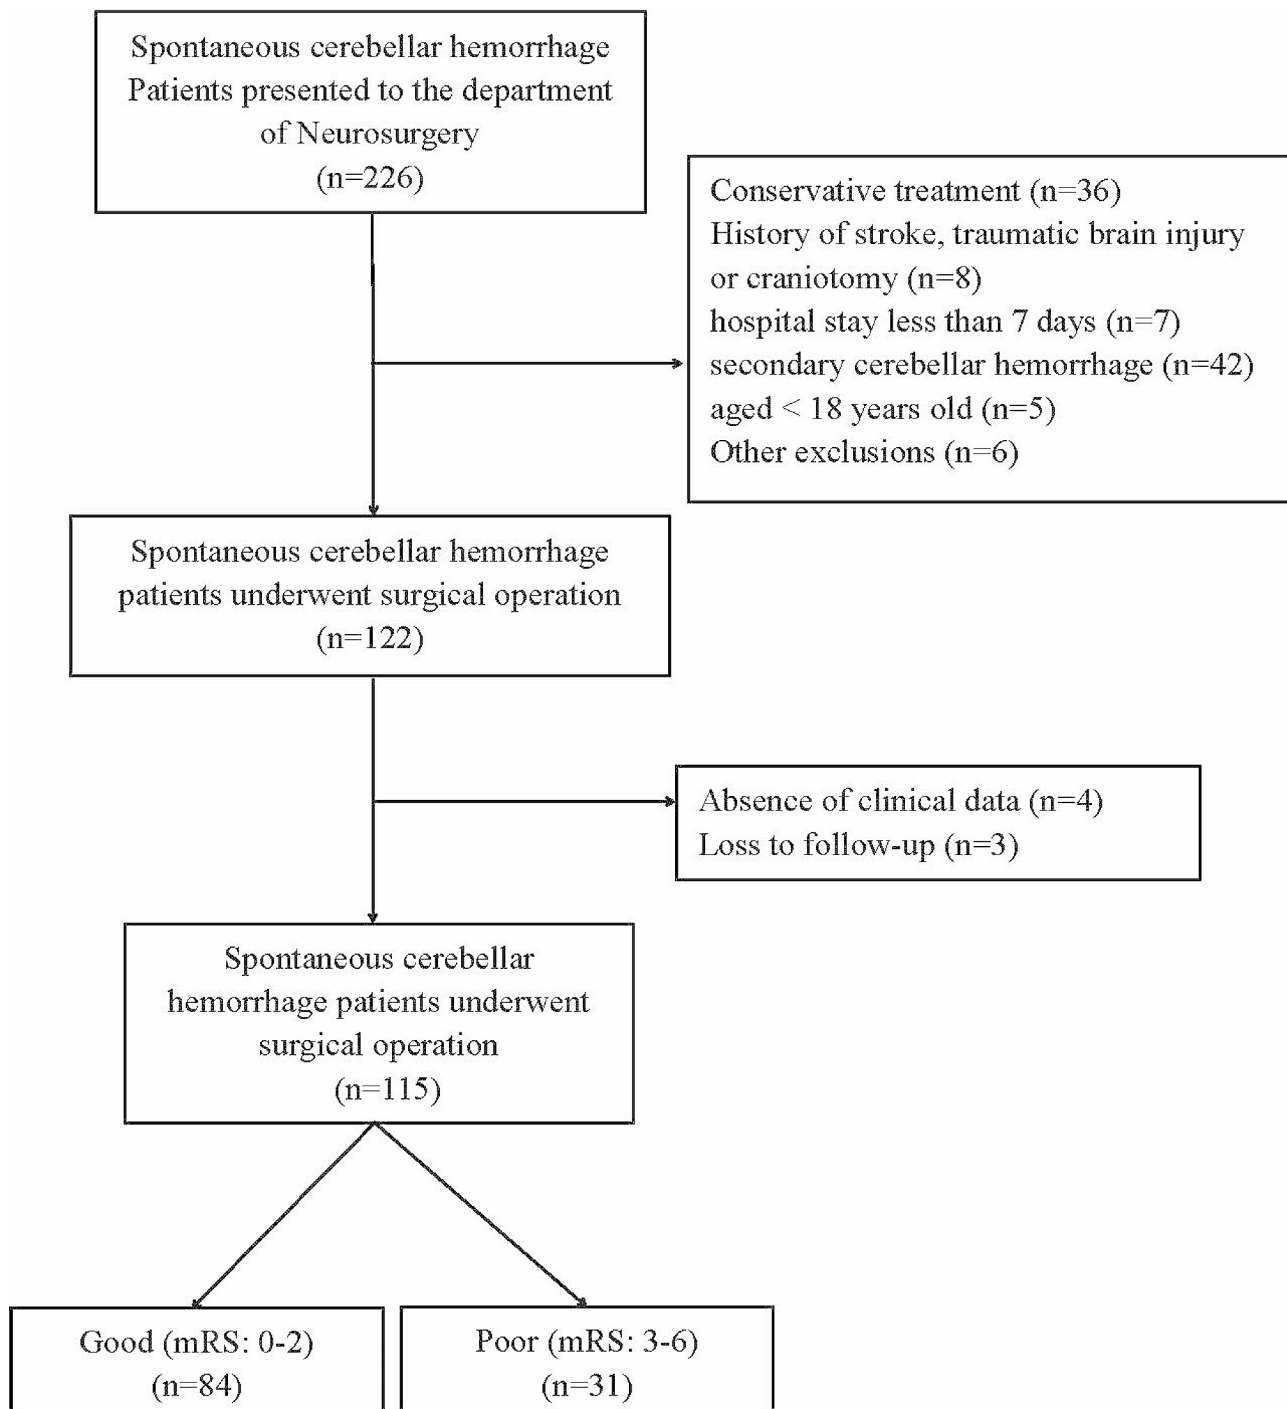 Spontaneous cerebellar hemorrhage
Patients presented to the department
of Neurosurgery
(n=226)
Conservative treatment (n=36)
History of stroke, traumatic brain injury
or craniotomy (n=8)
hospital stay less than 7 days (n=7)
secondary cerebellar hemorrhage (n=42)
aged < 18 years old (n=5)
Other exclusions (n=6)
Spontaneous cerebellar hemorrhage
patients underwent surgical operation
(n=122)
Absence of clinical data (n=4)
Loss to follow-up (n=3)
Spontaneous cerebellar
hemorrhage patients underwent
surgical operation
(n=115)
Good (mRS: 0-2)
(n=84)
Poor (mRS: 3-6)
(n=31)